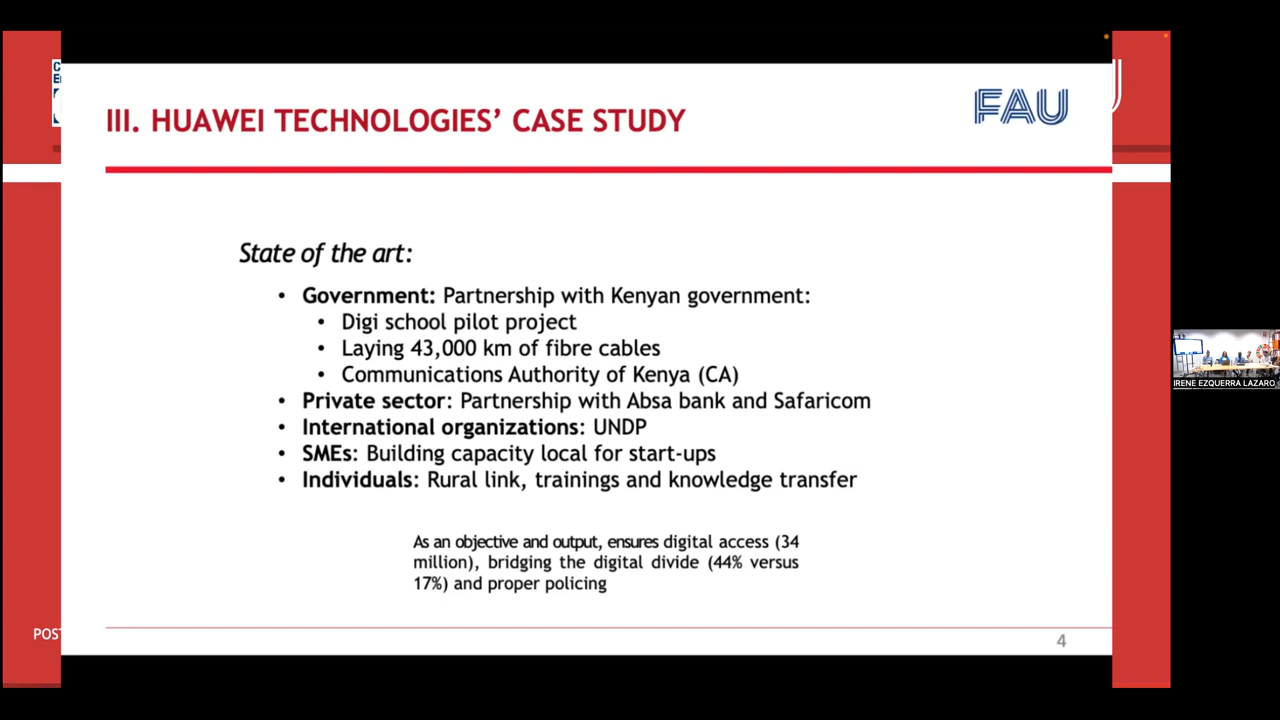 III. HUAWEI TECHNOLOGIES’ CASE STUDY
FAU
State of the art:
• Government: Partnership with Kenyan government:
• Digi school pilot project
• Laying 43,000 km of fibre cables
• Communications Authority of Kenya (CA)
• Private sector: Partnership with Absa bank and Safaricom
• International organizations: UNDP
• SMEs: Building capacity local for start-ups
• Individuals: Rural link, trainings and knowledge transfer
As an objective and output, ensures digital access (34
million), bridging the digital divide (44% versus
17%) and proper policing
4
POST
IRENE EZQUERRA LAZARO